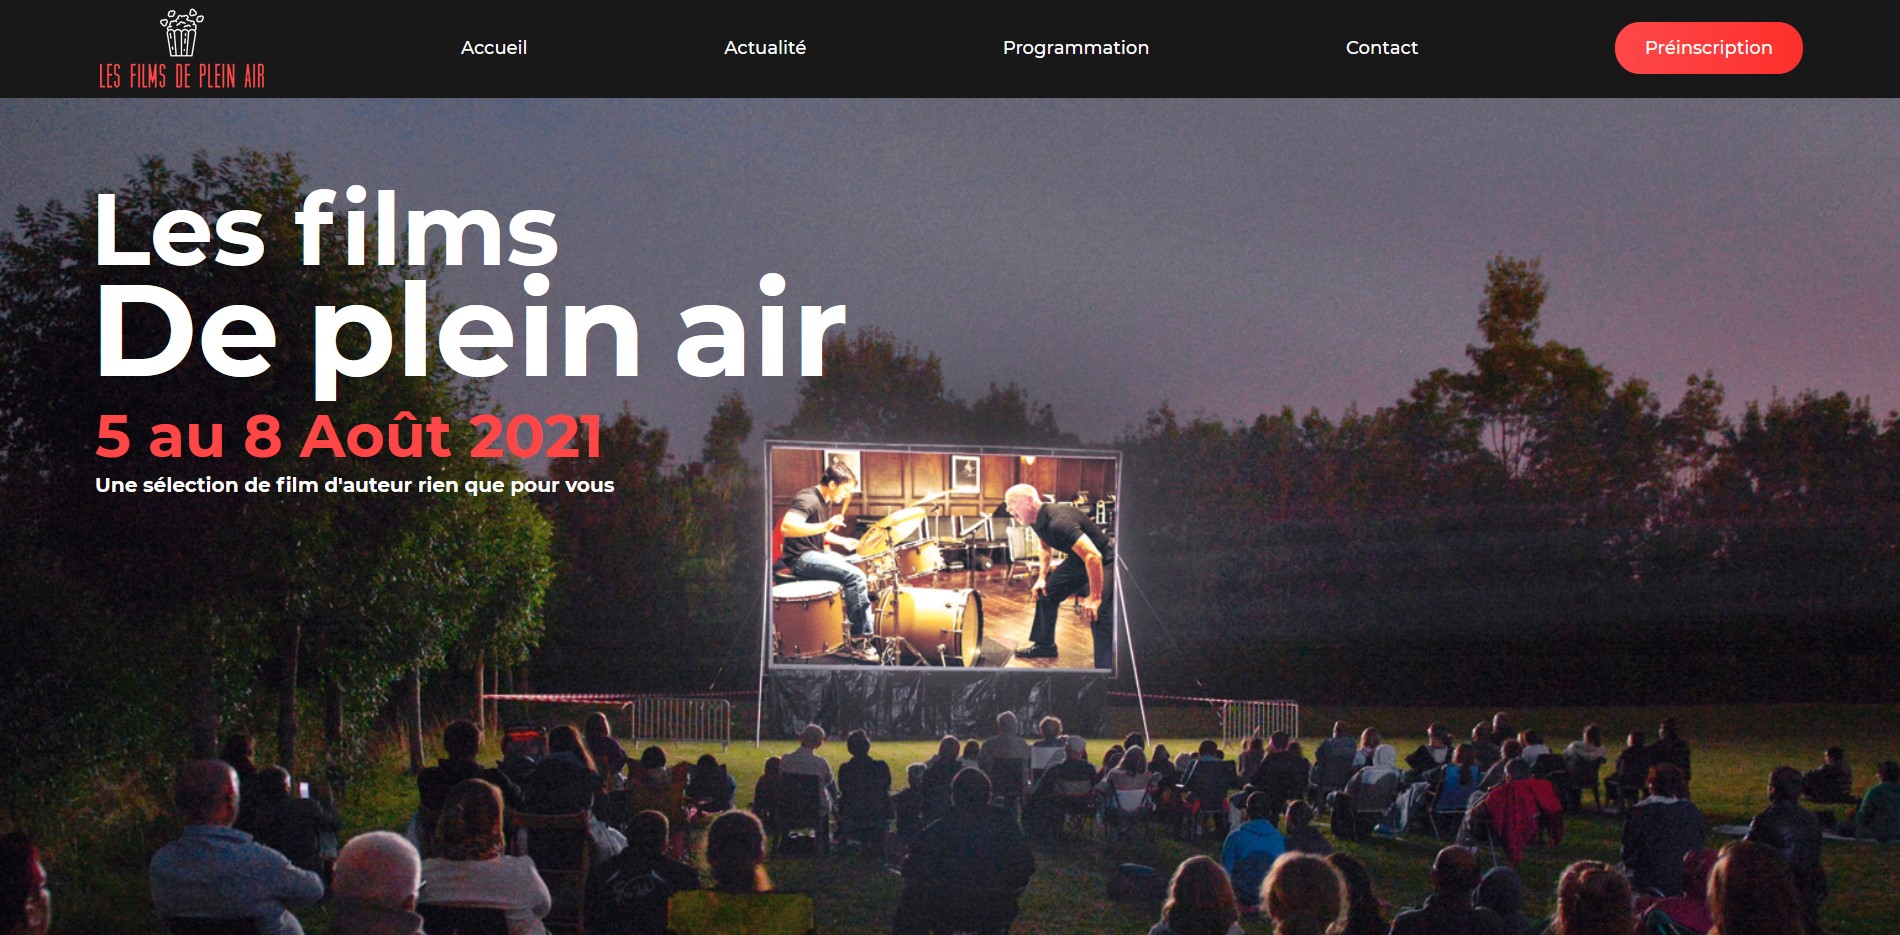 LES FILMS DE PLEIN AIR
Accueil
Actualité
Programmation
Contact
Préinscription
Les films
De plein air
5 au 8 Août 2021
Une sélection de film d'auteur rien que pour vous